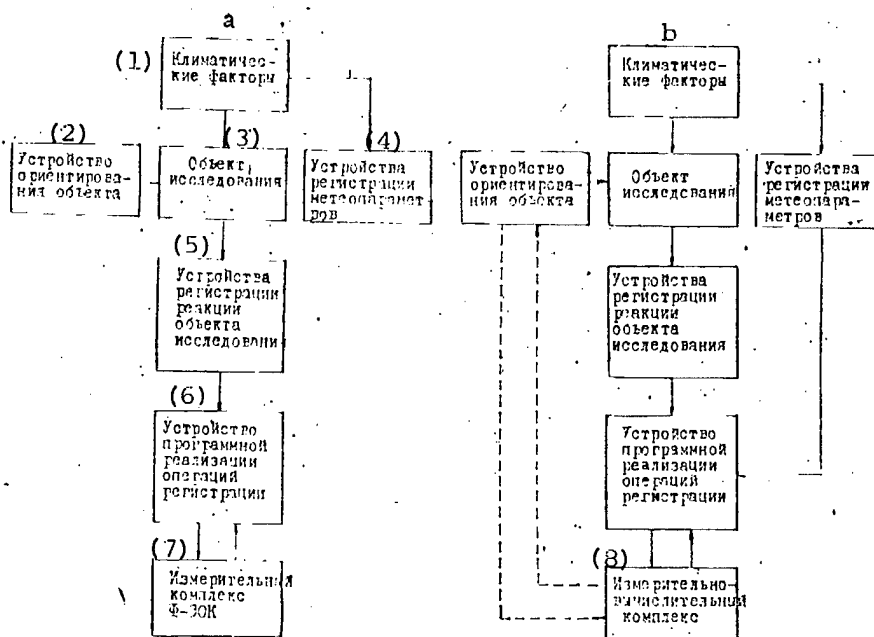 a
(1)
Климатичес-
кие факторы
(2)
Устройство
ориентирова-
ния объекта
(3)
Объект
исследования
(4)
Устройства
регистрации
метеопарамет-
ров
(5)
Устройства
регистрации
реакции
объекта
исследовани
(6)
Устройство
программной
реализации
операций
регистрации
(7)
Измерительный
комплекс
Ф-30К
b
Климатичес-
кие факторы
Устройство
ориентирова-
ния объекта
Объект
исследований
Устройства
регистрации
метеопара-
метров
Устройства
регистрации
реакции
объекта
исследования
Устройство
программной
реализации
операций
регистрации
(8)
Измерительно-
вычислительный
комплекс